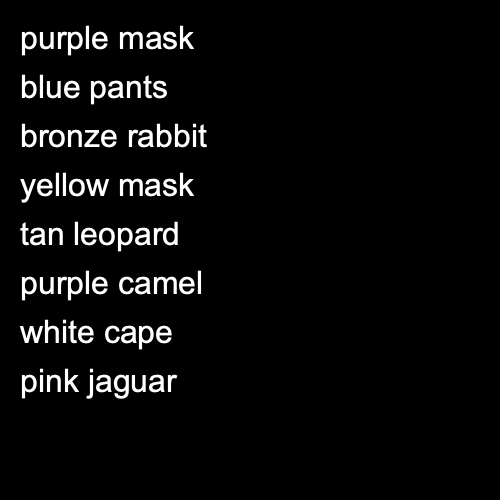 purple mask
blue pants
bronze rabbit
yellow mask
tan leopard
purple camel
white cape
pink jaguar